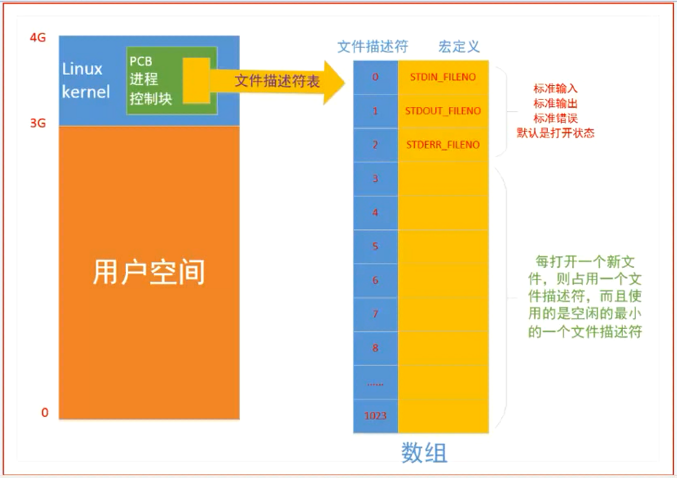 4G
Linux
kernel
PCB
进程
控制块
文件描述符表
3G
用户空间
0
文件描述符 宏定义
0 STDIN_FILENO
1 STDOUT_FILENO
2 STDERR_FILENO
3
4
5
6
7
8
......
1023
数组
标准输入
标准输出
标准错误
默认是打开状态
每打开一个新文
件，则占用一个文
件描述符，而且使
用的是空闲的最小
的一个文件描述符